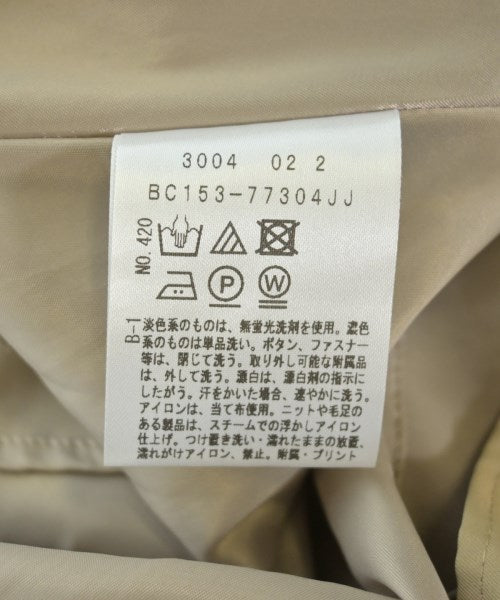 3004 02 2
BC153-77304JJ
NO.420
P
W
B-1
淡色系のものは、無蛍光洗剤を使用。濃色
系のものは単品洗い。ボタン、ファスナー
等は、閉じて洗う。取り外し可能な附属品
は、外して洗う。漂白は、漂白剤の指示に
したがう。汗をかいた場合、速やかに洗う。
アイロンは、当て布使用。ニットや毛足の
ある製品は、スチームでの浮かしアイロン
仕上げ。つけ置き洗い・濡れたままの放置、
濡れがけアイロン、禁止。附属・プリント